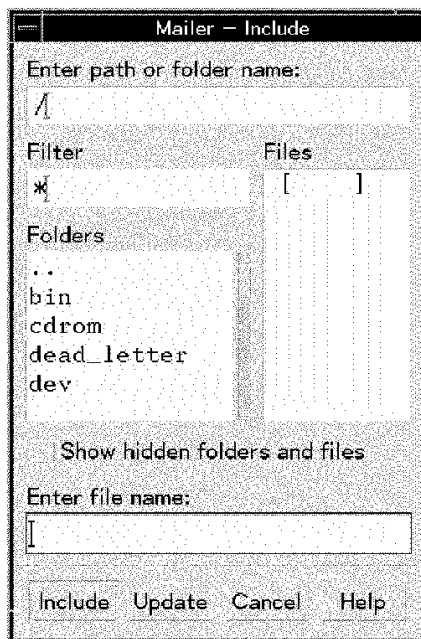 Mailer – Include
Enter path or folder name:
/
Filter
*
Files
[ ]
Folders
..
bin
cdrom
dead_letter
dev
Show hidden folders and files
Enter file name:
Include Update Cancel Help